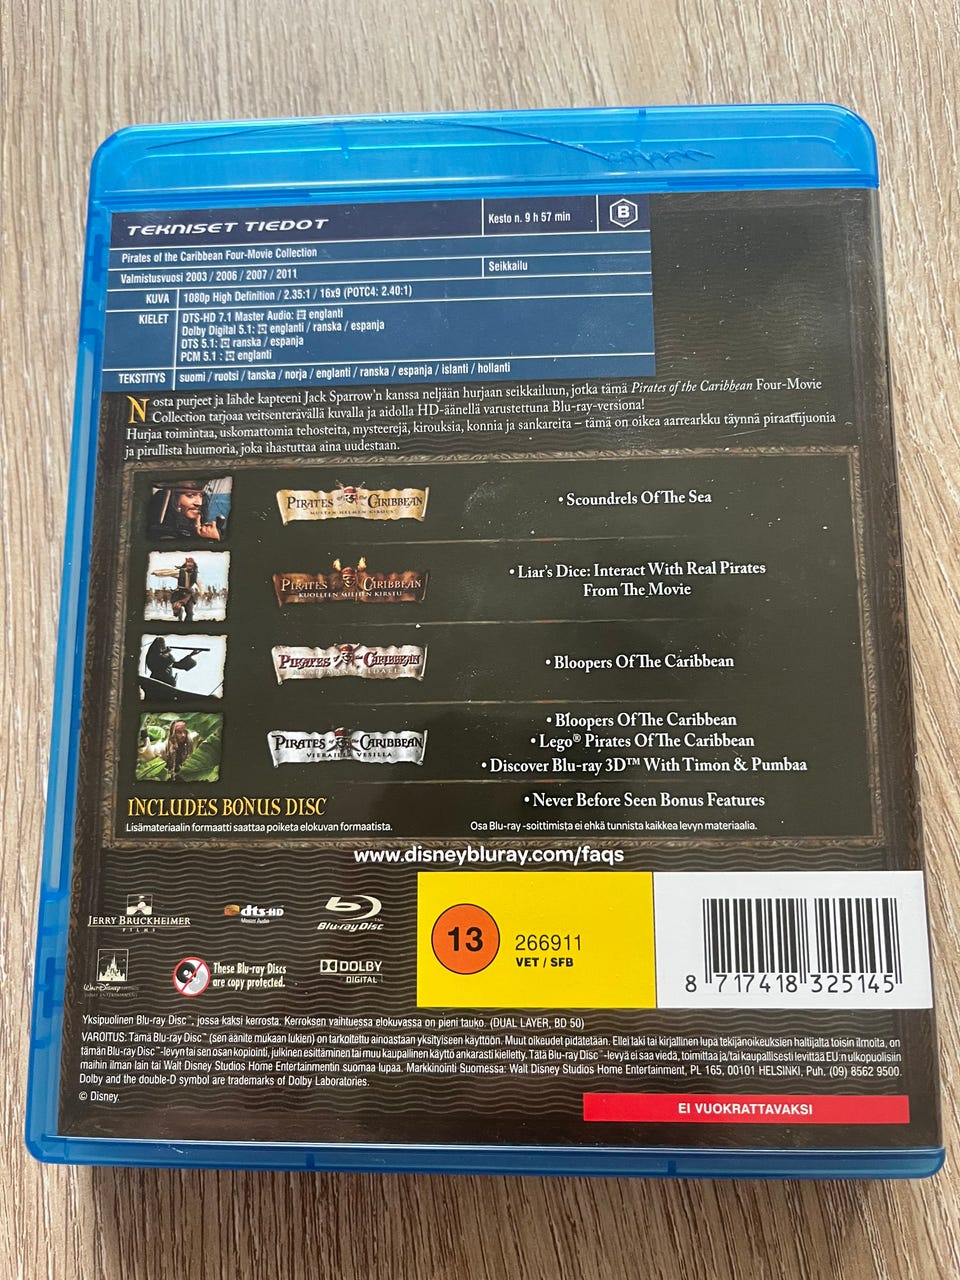 TEKNISET TIEDOT
Kesto n. 9 h 57 min
B
Pirates of the Caribbean Four-Movie Collection
Valmistusvuosi 2003 / 2006 / 2007 / 2011
Seikkailu
KUVA
1080p High Definition / 2.35:1 / 16x9 (POTC4: 2.40:1)
KIELET
DTS-HD 7.1 Master Audio: englanti
Dolby Digital 5.1: englanti / ranska / espanja
DTS 5.1: ranska / espanja
PCM 5.1 : englanti
TEKSTITYS
suomi / ruotsi / tanska / norja / englanti / ranska / espanja / islanti / hollanti
Nosta purjeet ja lähde kapteeni Jack Sparrow'n kanssa neljään hurjaan seikkailuun, jotka tämä Pirates of the Caribbean Four-Movie
Collection tarjoaa veitsenterävällä kuvalla ja aidolla HD-äänellä varustettuna Blu-ray-versiona!
Hurjaa toimintaa, uskomattomia tehosteita, mysteerejä, kirouksia, konnia ja sankareita – tämä on oikea aarrearkku täynnä piraattijuonia
ja pirullista huumoria, joka ihastuttaa aina uudestaan.
PIRATES of the CARIBBEAN
MUSTAN HELMEN KIROUS
• Scoundrels Of The Sea
PIRATES of the CARIBBEAN
KUOLLEEN MIEHEN KIRSTU
• Liar's Dice: Interact With Real Pirates
From The Movie
PIRATES of the CARIBBEAN
• Bloopers Of The Caribbean
PIRATES of the CARIBBEAN
VIERAILLA VESILLÄ
• Bloopers Of The Caribbean
• Lego® Pirates Of The Caribbean
• Discover Blu-ray 3D™ With Timon & Pumbaa
INCLUDES BONUS DISC
• Never Before Seen Bonus Features
Lisämateriaalin formaatti saattaa poiketa elokuvan formaatista.
Osa Blu-ray -soittimista ei ehkä tunnista kaikkea levyn materiaalia.
www.disneybluray.com/faqs
JERRY BRUCKHEIMER
FILMS
dts-HD
Master Audio
Blu-ray Disc™
13
266911
VET / SFB
8 717418 325145
WALT DISNEY
These Blu-ray Discs
are copy protected.
DOLBY
DIGITAL
Yksipuolinen Blu-ray Disc™, jossa kaksi kerrosta. Kerroksen vaihtuessa elokuvassa on pieni tauko. (DUAL LAYER, BD 50)
VAROITUS: Tämä Blu-ray Disc™ (sen äänite mukaan lukien) on tarkoitettu ainoastaan yksityiseen käyttöön. Muut oikeudet pidätetään. Ellei laki tai kirjallinen lupa tekijänoikeuksien haltijalta toisin ilmoita, on
tämän Blu-ray Disc™-levyn tai sen osan kopiointi, julkinen esittäminen tai muu kaupallinen käyttö ankarasti kielletty. Tätä Blu-ray Disc™-levyä ei saa viedä, toimittaa ja/tai kaupallisesti levittää EU:n ulkopuolisiin
maihin ilman lain tai Walt Disney Studios Home Entertainmentin suomaa lupaa. Markkinointi Suomessa: Walt Disney Studios Home Entertainment, PL 165, 00101 HELSINKI, Puh. (09) 8562 9500.
Dolby and the double-D symbol are trademarks of Dolby Laboratories.
© Disney.
EI VUOKRATTAVAKSI